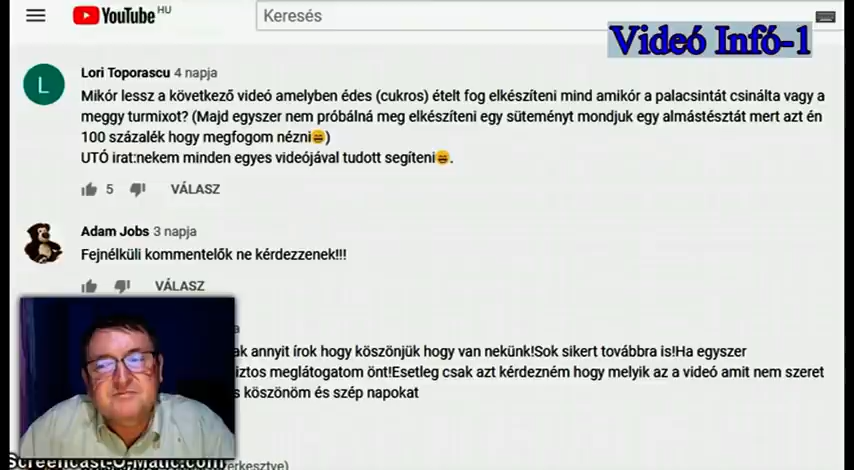 YouTube HU
Keresés
Videó Infó-1
L
Lori Toporascu 4 napja
Mikór lessz a következő videó amelyben édes (cukros) ételt fog elkészíteni mind amikór a palacsintát csinálta vagy a
meggy turmixot? (Majd egyszer nem próbálná meg elkészíteni egy süteményt mondjuk egy almástésztát mert azt én
100 százalék hogy megfogom nézni😄)
UTÓ irat:nekem minden egyes videójával tudott segíteni😄.
5 VÁLASZ
Adam Jobs 3 napja
Fejnélküli kommentelők ne kérdezzenek!!!
VÁLASZ
ak annyit írok hogy köszönjük hogy van nekünk!Sok sikert továbbra is!Ha egyszer
iztos meglátogatom önt!Esetleg csak azt kérdezném hogy melyik az a videó amit nem szeret
s köszönöm és szép napokat
Screencast-O-Matic.com
erkesztve)